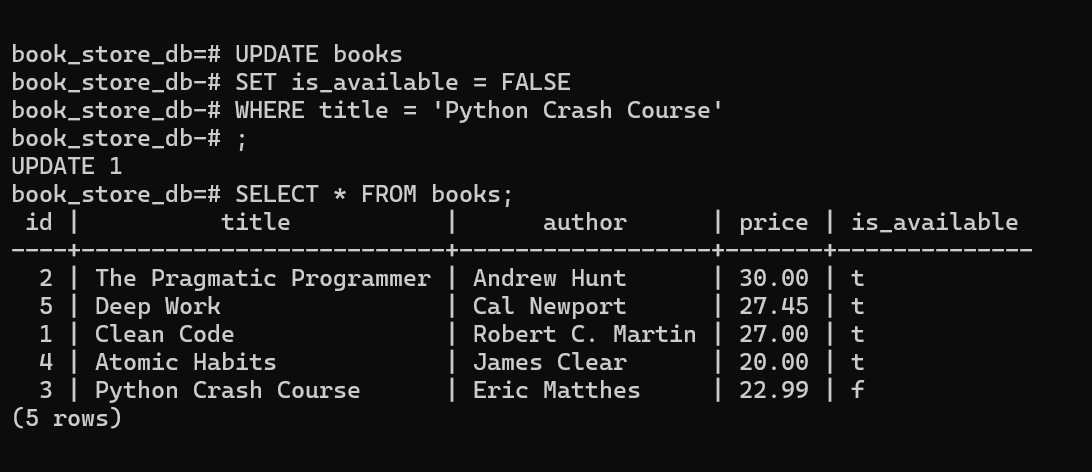 book_store_db=# UPDATE books
book_store_db-# SET is_available = FALSE
book_store_db-# WHERE title = 'Python Crash Course'
book_store_db-# ;
UPDATE 1
book_store_db=# SELECT * FROM books;
 id |          title           |      author      | price | is_available
----+--------------------------+------------------+-------+--------------
  2 | The Pragmatic Programmer | Andrew Hunt      | 30.00 | t
  5 | Deep Work                | Cal Newport      | 27.45 | t
  1 | Clean Code               | Robert C. Martin | 27.00 | t
  4 | Atomic Habits            | James Clear      | 20.00 | t
  3 | Python Crash Course      | Eric Matthes     | 22.99 | f
(5 rows)